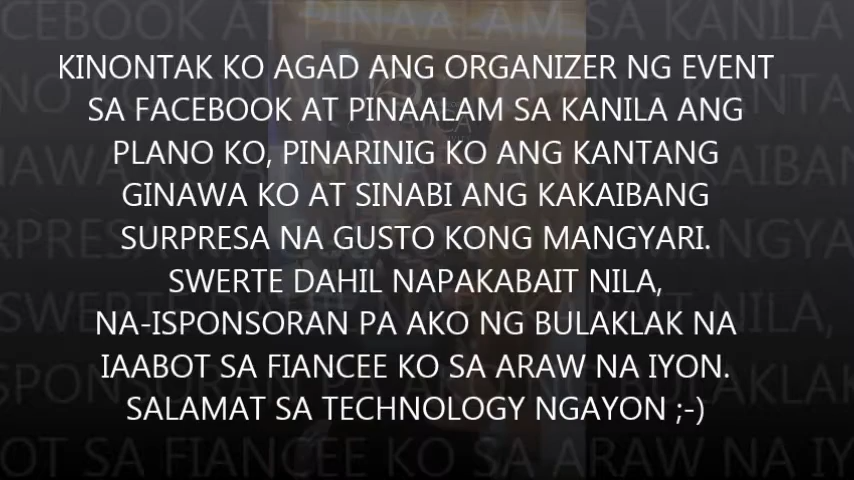 KINONTAK KO AGAD ANG ORGANIZER NG EVENT
SA FACEBOOK AT PINAALAM SA KANILA ANG
PLANO KO, PINARINIG KO ANG KANTANG
GINAWA KO AT SINABI ANG KAKAIBANG
SURPRESA NA GUSTO KONG MANGYARI.
SWERTE DAHIL NAPAKABAIT NILA,
NA-ISPONSORAN PA AKO NG BULAKLAK NA
IAABOT SA FIANCEE KO SA ARAW NA IYON.
SALAMAT SA TECHNOLOGY NGAYON ;-)